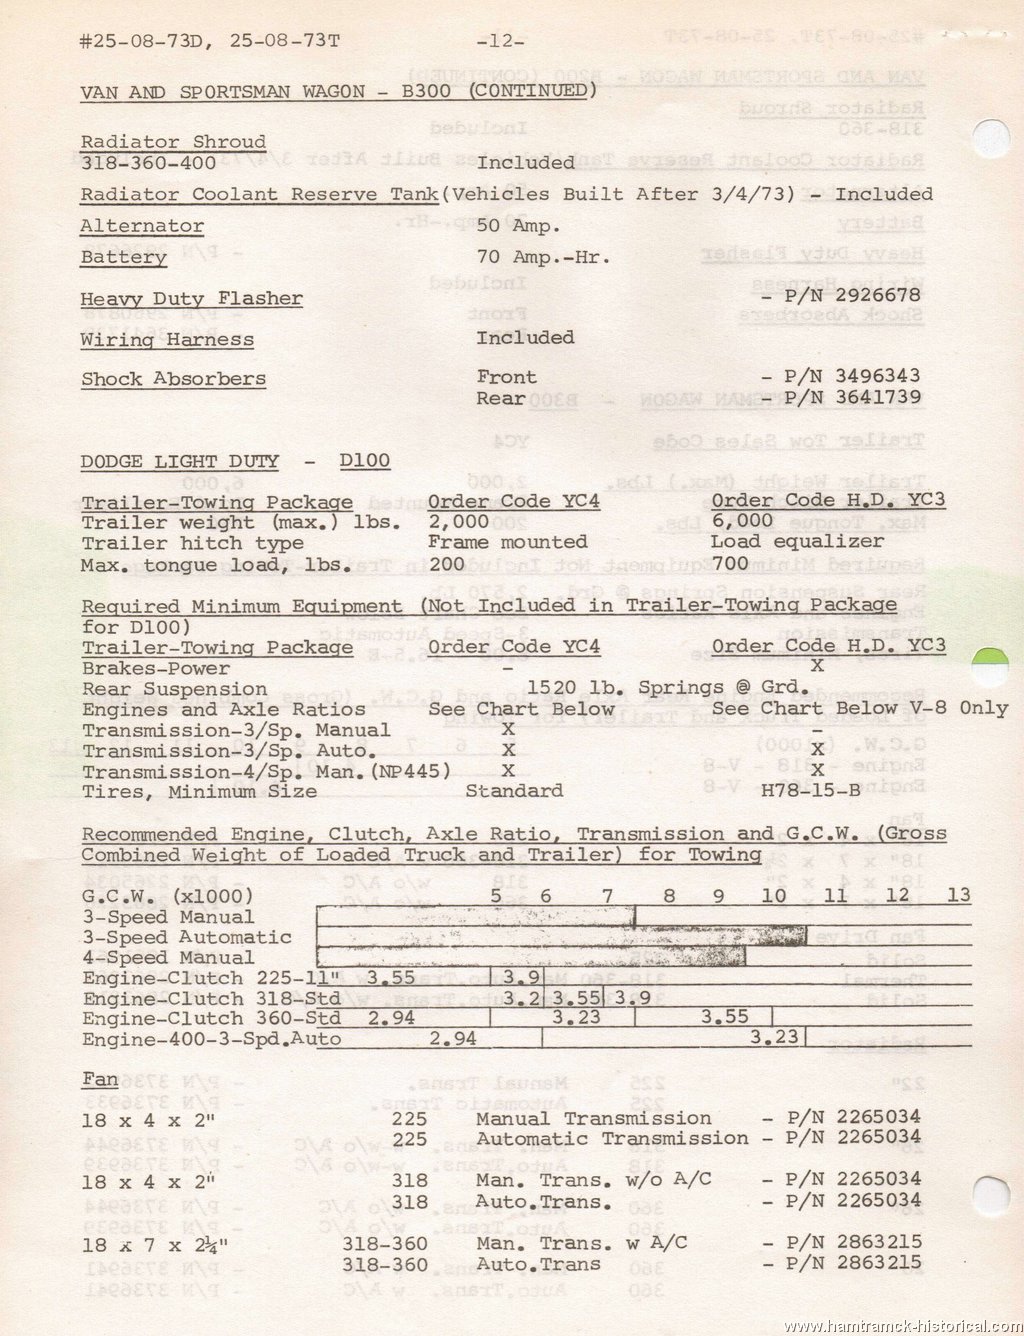 #25-08-73D, 25-08-73T -12-
VAN AND SPORTSMAN WAGON - B300 (CONTINUED)
Radiator Shroud
318-360-400 Included
Radiator Coolant Reserve Tank(Vehicles Built After 3/4/73) - Included
Alternator 50 Amp.
Battery 70 Amp.-Hr.
Heavy Duty Flasher - P/N 2926678
Wiring Harness Included
Shock Absorbers Front - P/N 3496343
Rear - P/N 3641739
DODGE LIGHT DUTY - D100
Trailer-Towing Package Order Code YC4 Order Code H.D. YC3
Trailer weight (max.) lbs. 2,000 6,000
Trailer hitch type Frame mounted Load equalizer
Max. tongue load, lbs. 200 700
Required Minimum Equipment (Not Included in Trailer-Towing Package
for D100)
Trailer-Towing Package Order Code YC4 Order Code H.D. YC3
Brakes-Power - X
Rear Suspension 1520 lb. Springs @ Grd.
Engines and Axle Ratios See Chart Below See Chart Below V-8 Only
Transmission-3/Sp. Manual X -
Transmission-3/Sp. Auto. X X
Transmission-4/Sp. Man.(NP445) X X
Tires, Minimum Size Standard H78-15-B
Recommended Engine, Clutch, Axle Ratio, Transmission and G.C.W. (Gross
Combined Weight of Loaded Truck and Trailer) for Towing
G.C.W. (x1000) 5 6 7 8 9 10 11 12 13
3-Speed Manual
3-Speed Automatic
4-Speed Manual
Engine-Clutch 225-11" 3.55 3.9
Engine-Clutch 318-Std 3.2 3.55 3.9
Engine-Clutch 360-Std 2.94 3.23 3.55
Engine-400-3-Spd.Auto 2.94 3.23
Fan
18 x 4 x 2" 225 Manual Transmission - P/N 2265034
225 Automatic Transmission - P/N 2265034
18 x 4 x 2" 318 Man. Trans. w/o A/C - P/N 2265034
318 Auto.Trans. - P/N 2265034
18 x 7 x 2¼" 318-360 Man. Trans. w A/C - P/N 2863215
318-360 Auto.Trans - P/N 2863215
www.hamtramck-historical.com